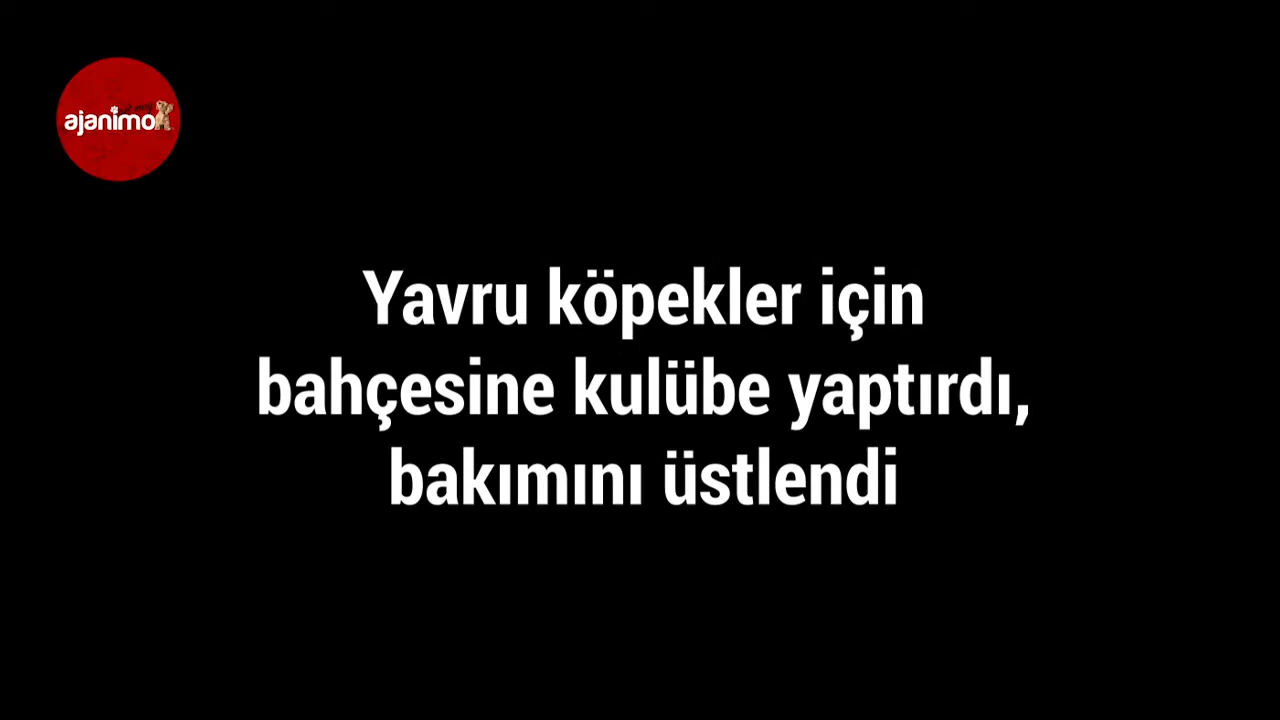 ajanimo
Yavru köpekler için
bahçesine kulübe yaptırdı,
bakımını üstlendi